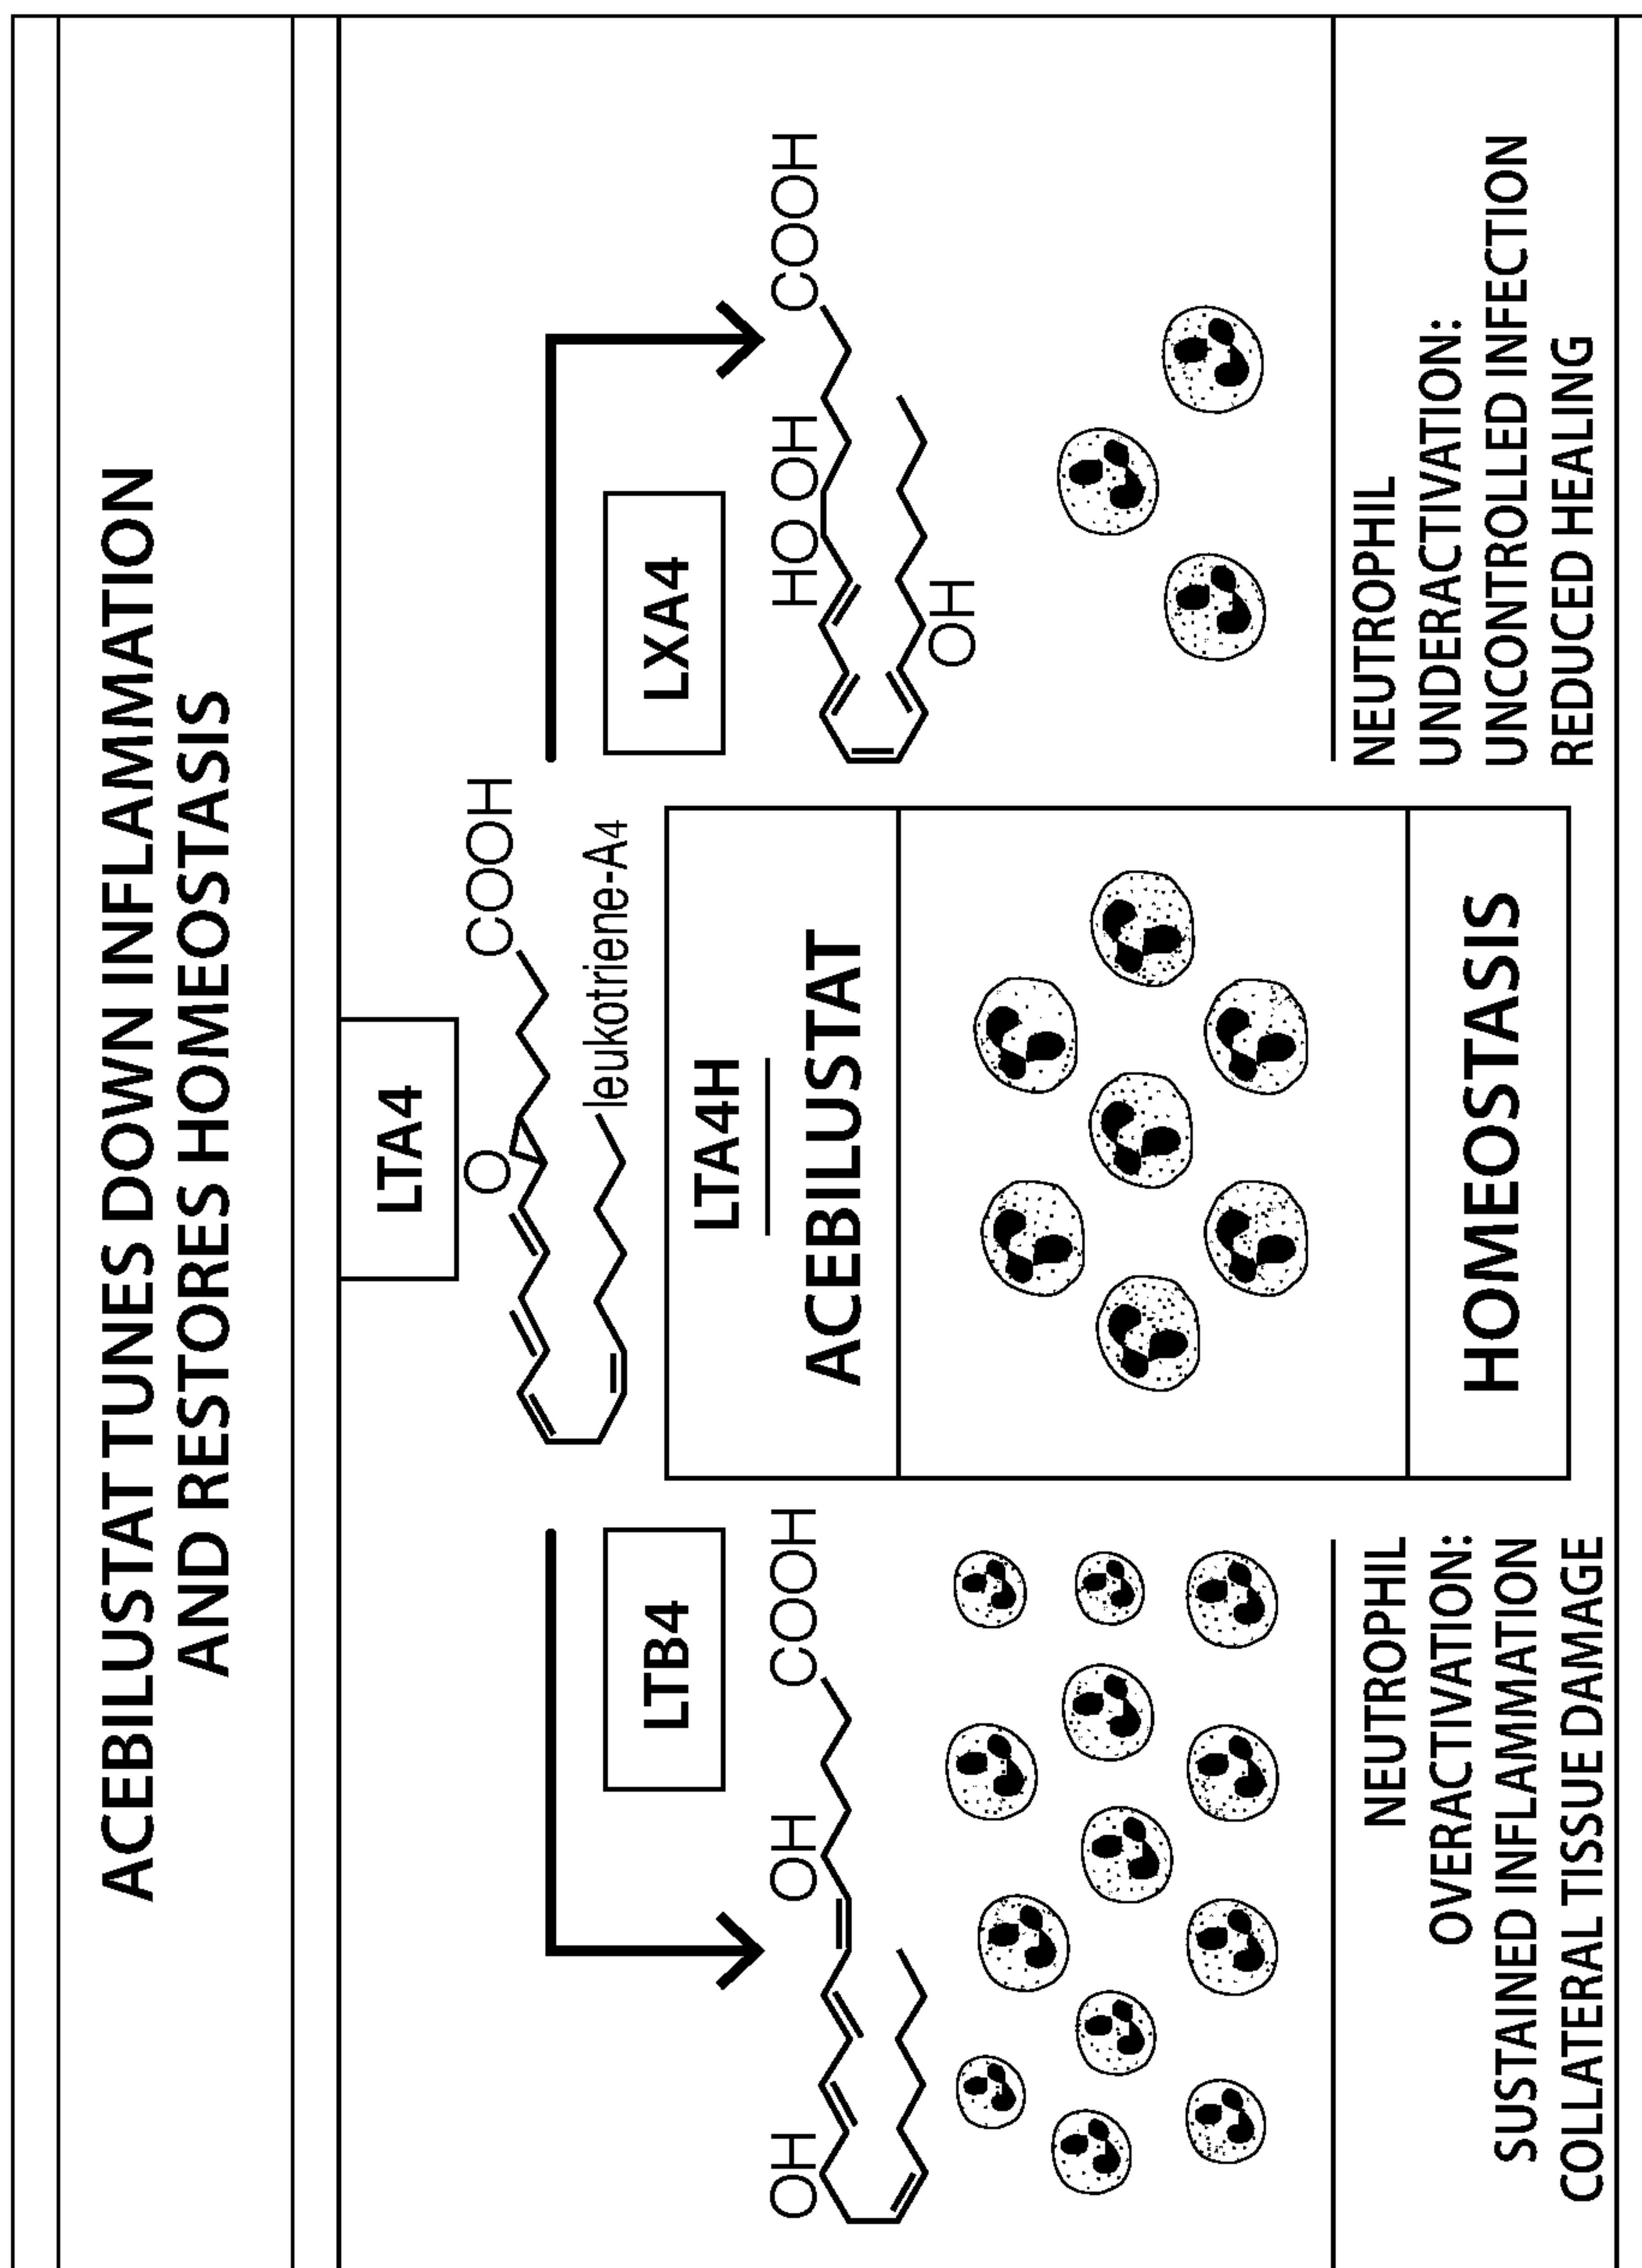 ACEBILUSTAT TUNES DOWN INFLAMMATION
AND RESTORES HOMEOSTASIS
LTA4
O
COOH
leukotriene-A4
LTB4
OH
OH
COOH
NEUTROPHIL
OVERACTIVATION:
SUSTAINED INFLAMMATION
COLLATERAL TISSUE DAMAGE
LTA4H
ACEBILUSTAT
HOMEOSTASIS
LXA4
HO OH
COOH
OH
NEUTROPHIL
UNDERACTIVATION:
UNCONTROLLED INFECTION
REDUCED HEALING